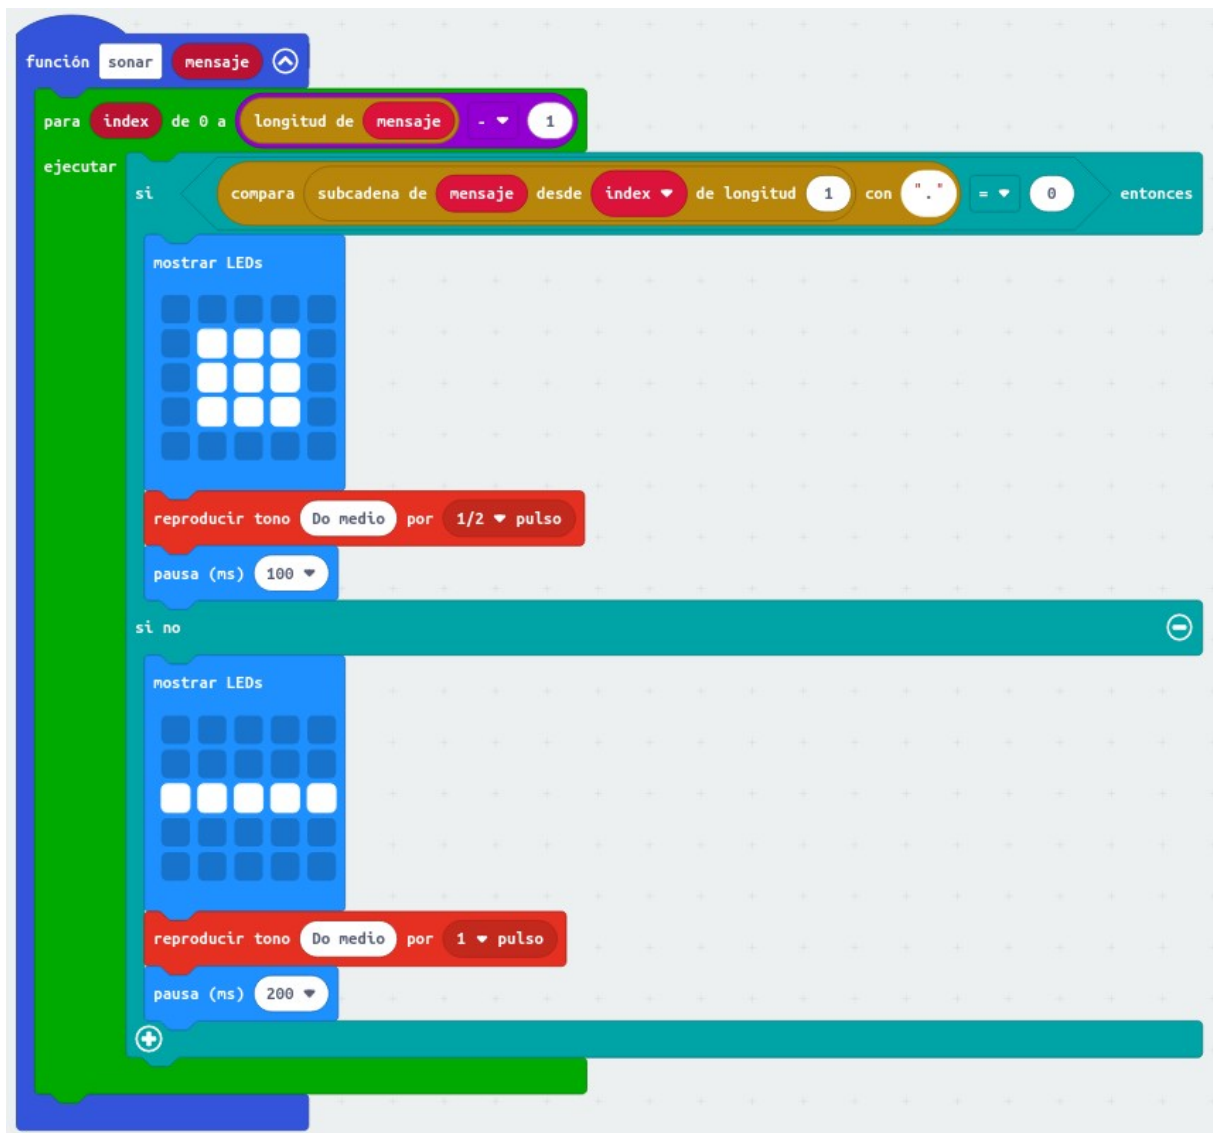 función sonar mensaje
para index de 0 a longitud de mensaje - 1
ejecutar
si compara subcadena de mensaje desde index de longitud 1 con "." = 0 entonces
mostrar LEDs
reproducir tono Do medio por 1/2 pulso
pausa (ms) 100
si no
mostrar LEDs
reproducir tono Do medio por 1 pulso
pausa (ms) 200